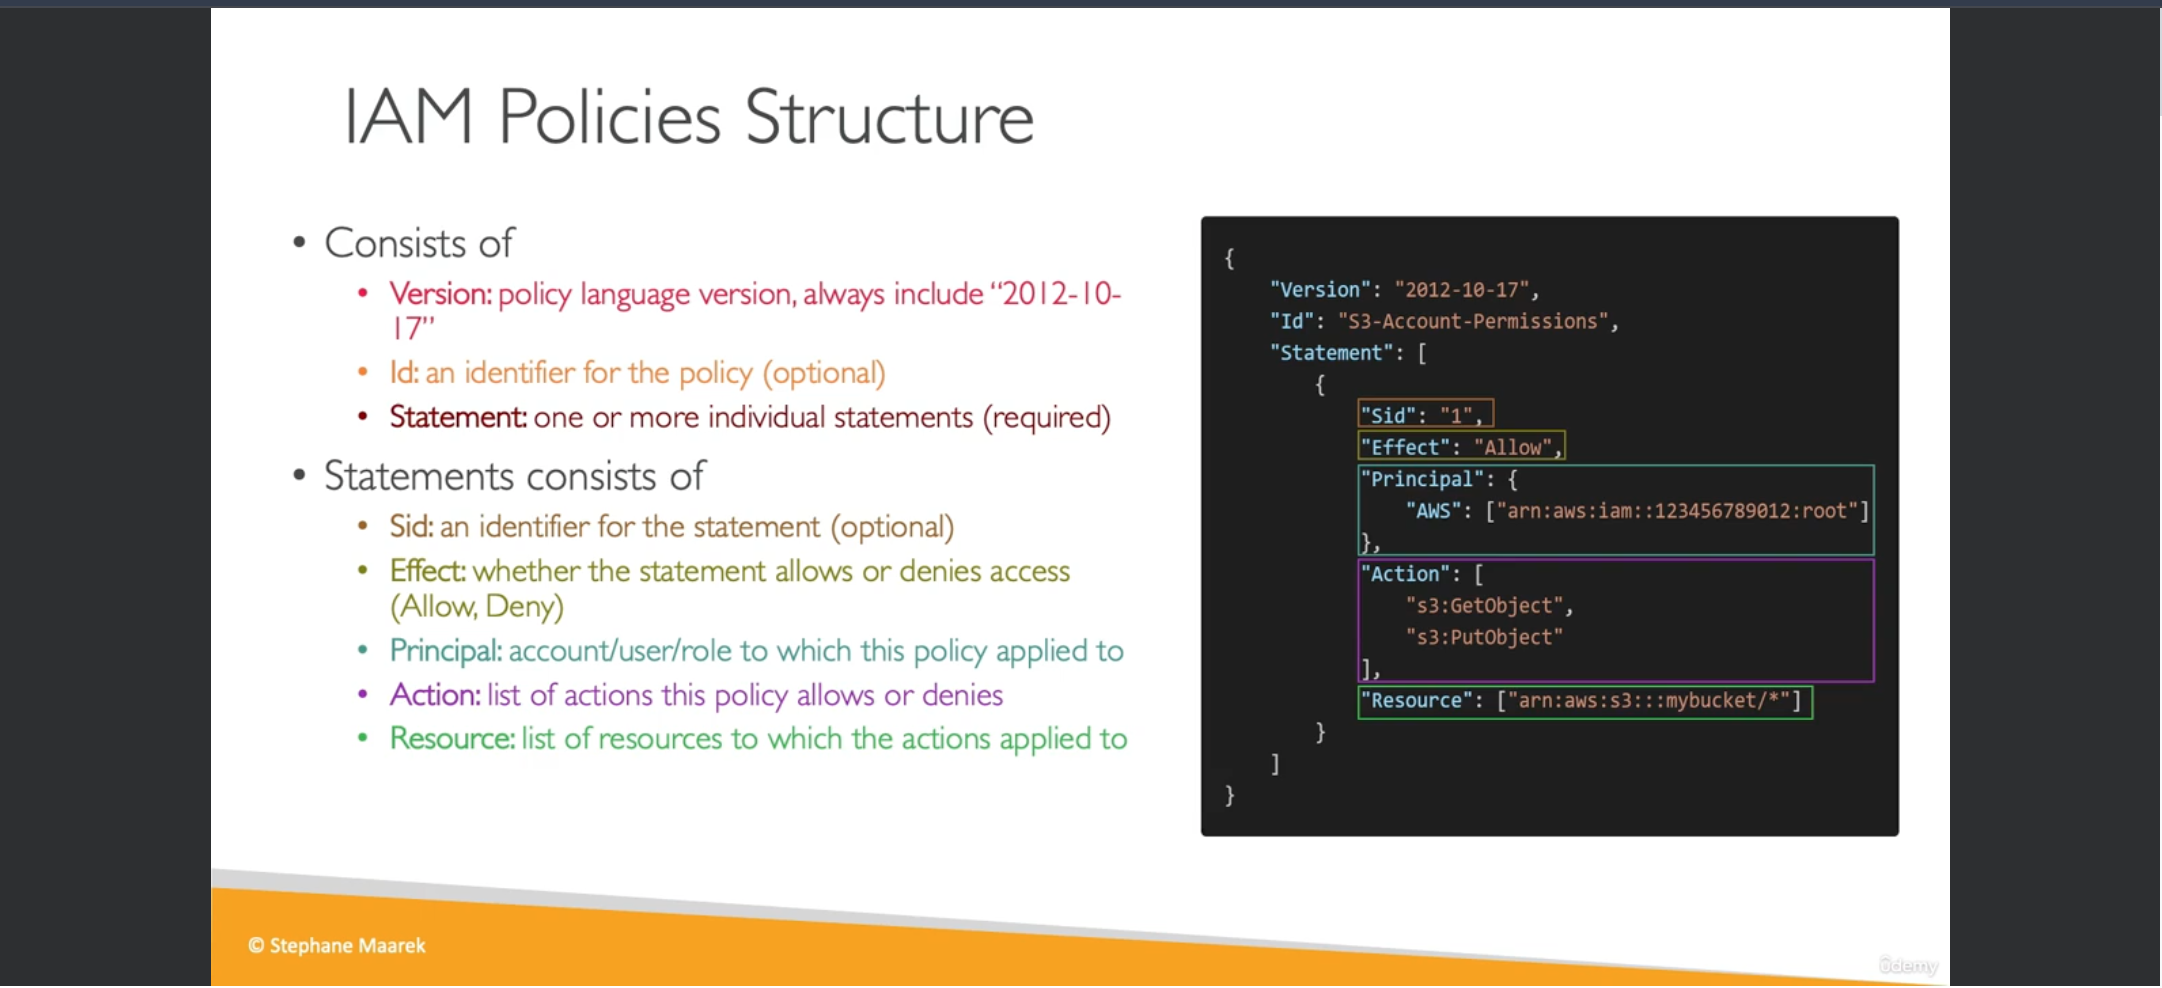 IAM Policies Structure
• Consists of
• Version: policy language version, always include “2012-10-
17”
• Id: an identifier for the policy (optional)
• Statement: one or more individual statements (required)
• Statements consists of
• Sid: an identifier for the statement (optional)
• Effect: whether the statement allows or denies access
(Allow, Deny)
• Principal: account/user/role to which this policy applied to
• Action: list of actions this policy allows or denies
• Resource: list of resources to which the actions applied to
{
"Version": "2012-10-17",
"Id": "S3-Account-Permissions",
"Statement": [
{
"Sid": "1",
"Effect": "Allow",
"Principal": {
"AWS": ["arn:aws:iam::123456789012:root"]
},
"Action": [
"s3:GetObject",
"s3:PutObject"
],
"Resource": ["arn:aws:s3:::mybucket/*"]
}
]
}
© Stephane Maarek
ûdemy